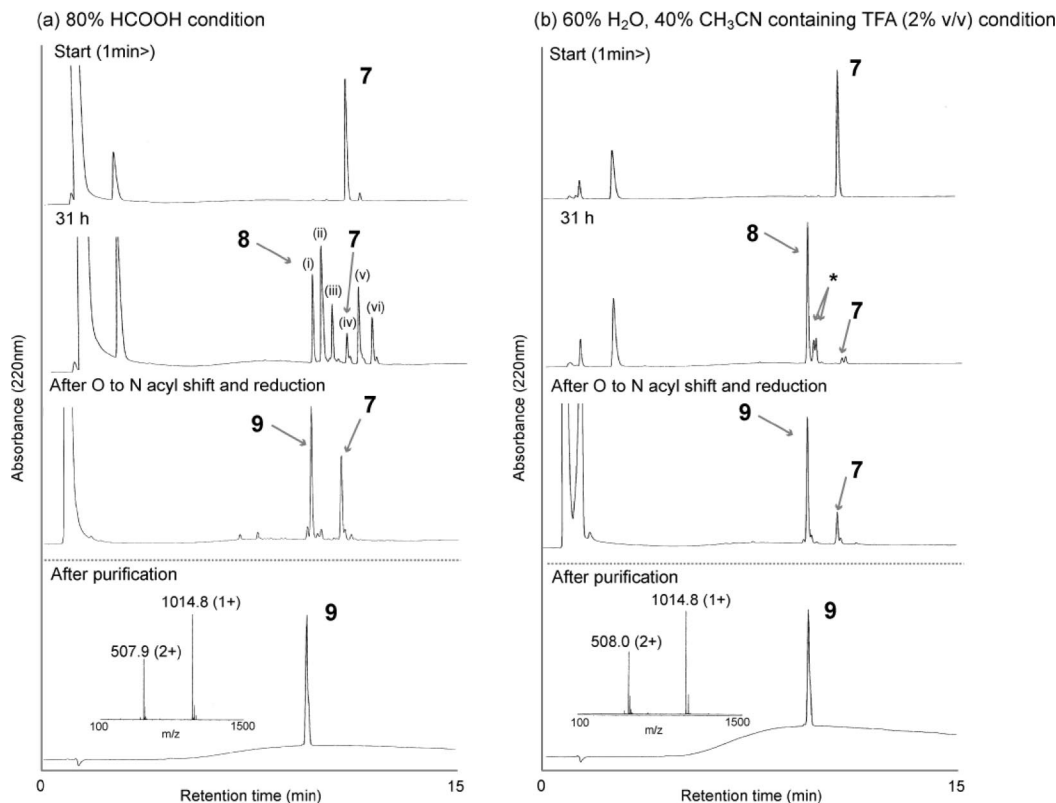 (a) 80% HCOOH condition
Start (1min>)
7
31 h
8
(i)
(ii)
(iii)
7
(iv)
(v)
(vi)
After O to N acyl shift and reduction
9
7
After purification
1014.8 (1+)
507.9 (2+)
9
100
m/z
1500
Absorbance (220nm)
0
Retention time (min)
15
(b) 60% H₂O, 40% CH₃CN containing TFA (2% v/v) condition
Start (1min>)
7
31 h
8
*
7
After O to N acyl shift and reduction
9
7
After purification
1014.8 (1+)
508.0 (2+)
9
100
m/z
1500
Absorbance (220nm)
0
Retention time (min)
15